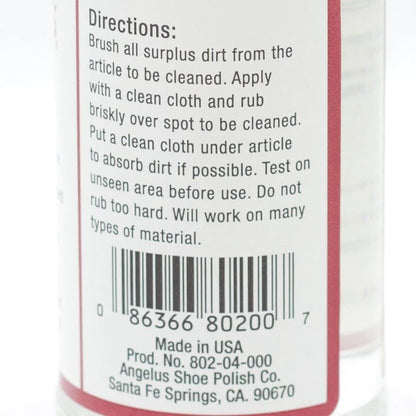 Directions:
Brush all surplus dirt from the
article to be cleaned. Apply
with a clean cloth and rub
briskly over spot to be cleaned.
Put a clean cloth under article
to absorb dirt if possible. Test on
unseen area before use. Do not
rub too hard. Will work on many
types of material.
0 86366 80200 7
Made in USA
Prod. No. 802-04-000
Angelus Shoe Polish Co.
Santa Fe Springs, CA. 90670